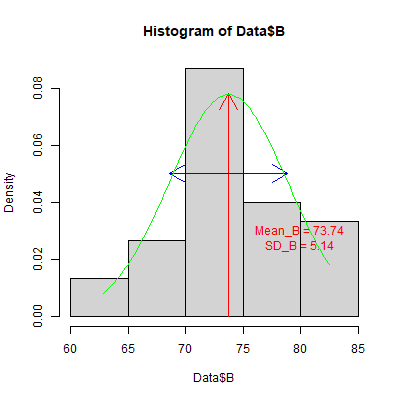 Histogram of Data$B
Density
0.00 0.02 0.04 0.06 0.08
Mean_B = 73.74
SD_B = 5.14
60 65 70 75 80 85
Data$B